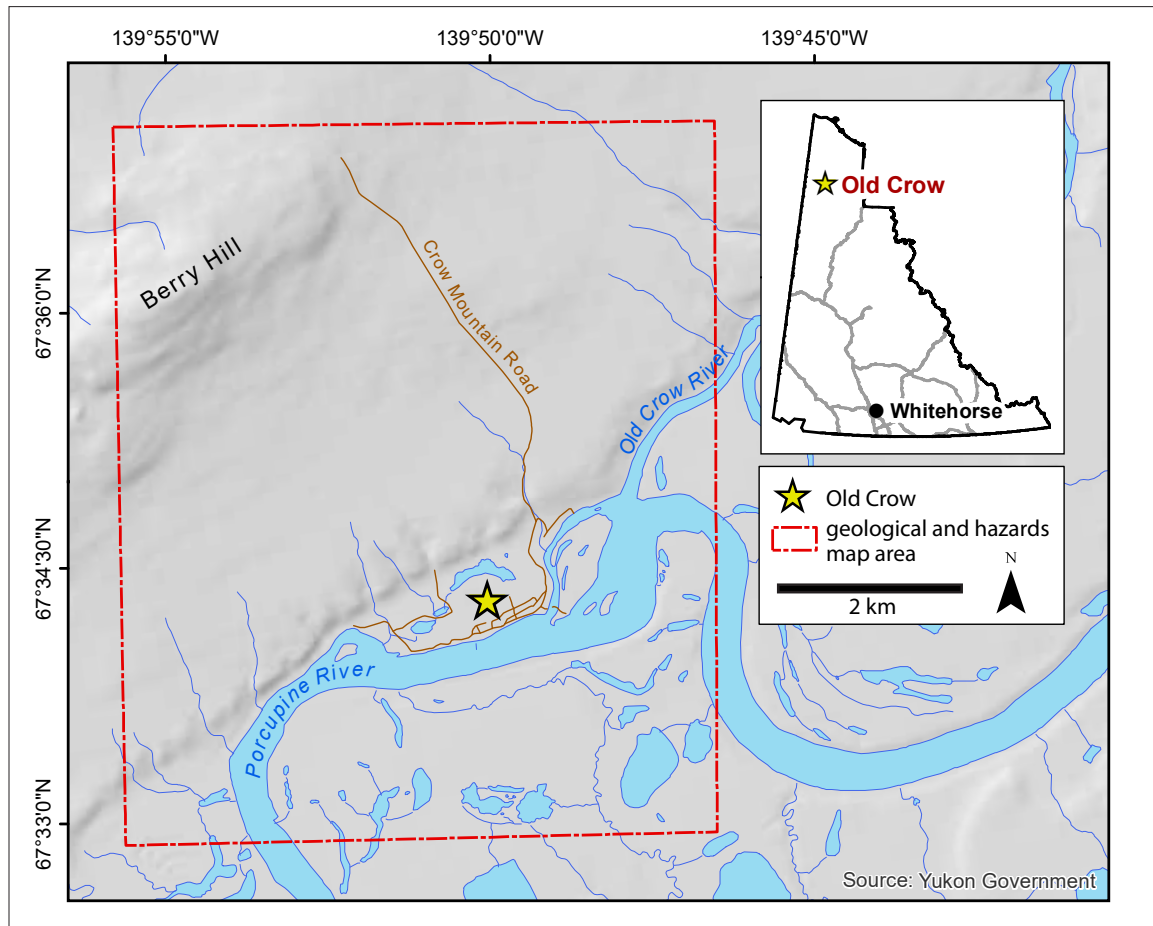 139°55'0"W
139°50'0"W
139°45'0"W
67°36'0"N
67°34'30"N
67°33'0"N
Berry Hill
Crow Mountain Road
Old Crow River
Porcupine River
Old Crow
Whitehorse
Old Crow
geological and hazards
map area
N
2 km
Source: Yukon Government